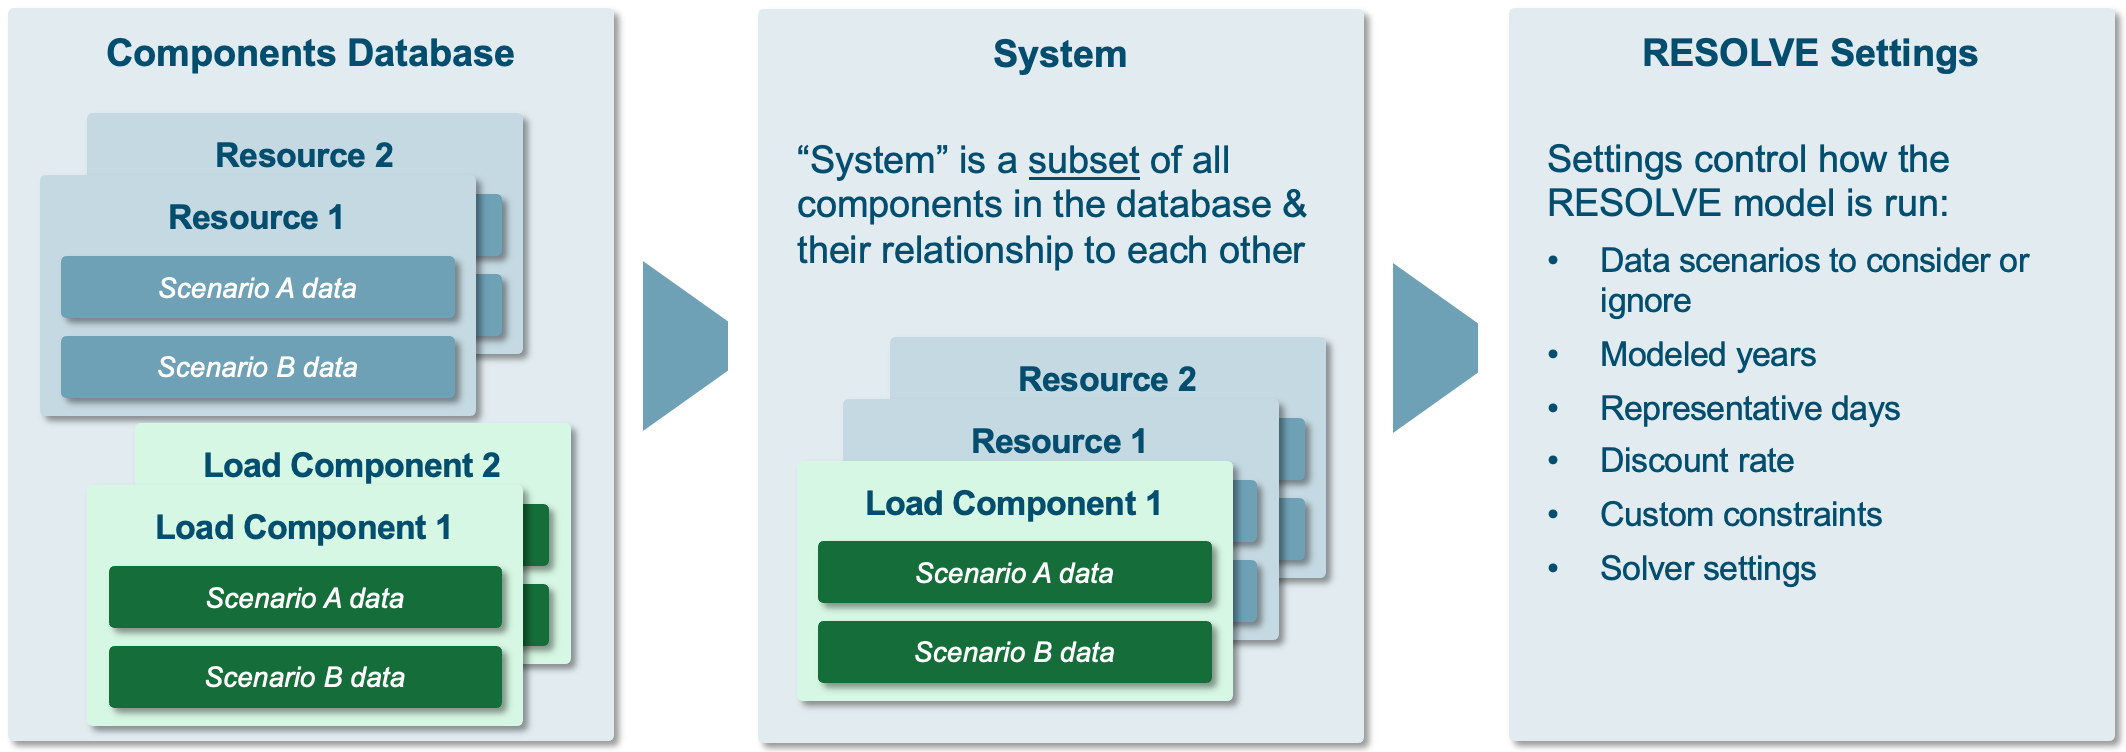 Components Database
Resource 2
Resource 1
Scenario A data
Scenario B data
Load Component 2
Load Component 1
Scenario A data
Scenario B data
System
“System” is a subset of all
components in the database &
their relationship to each other
Resource 2
Resource 1
Load Component 1
Scenario A data
Scenario B data
RESOLVE Settings
Settings control how the
RESOLVE model is run:
• Data scenarios to consider or
ignore
• Modeled years
• Representative days
• Discount rate
• Custom constraints
• Solver settings